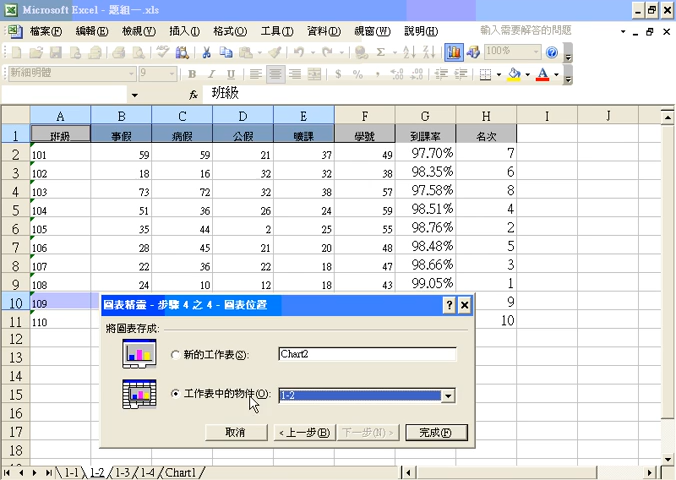 Microsoft Excel - 題組一.xls
檔案(F) 編輯(E) 檢視(V) 插入(I) 格式(O) 工具(T) 資料(D) 視窗(W) 說明(H) 輸入需要解答的問題
100%
新細明體 9 B I U $ % ,
fx 班級
A B C D E F G H I J
1 班級 事假 病假 公假 曠課 學號 到課率 名次
2 101 59 59 21 37 49 97.70% 7
3 102 18 16 32 32 38 98.35% 6
4 103 73 72 32 38 57 97.58% 8
5 104 51 36 26 24 59 98.51% 4
6 105 35 44 2 25 55 98.76% 2
7 106 28 45 21 20 48 98.48% 5
8 107 22 36 22 18 47 98.66% 3
9 108 24 10 12 18 43 99.05% 1
10 109 9
11 110 10
12
13
14
15
16
17
圖表精靈 - 步驟 4 之 4 - 圖表位置
將圖表存成:
新的工作表(S): Chart2
工作表中的物件(O): 1-2
取消 <上一步(B) 下一步(N)> 完成(F)
1-1 1-2 1-3 1-4 Chart1